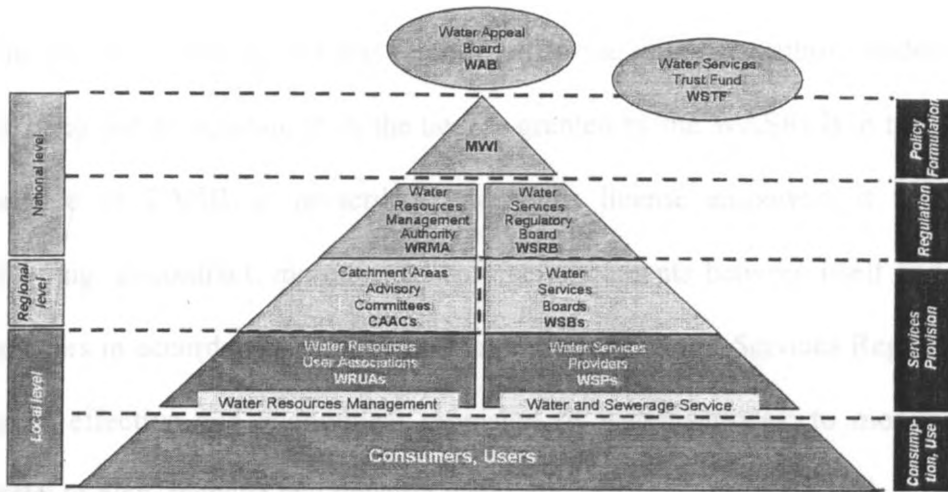 Water Appeal
Board
WAB
Water Services
Trust Fund
WSTF
National level
Regional
level
Local level
MWI
Water
Resources
Management
Authority
WRMA
Water
Services
Regulatory
Board
WSRB
Catchment Areas
Advisory
Committees
CAACs
Water
Services
Boards
WSBs
Water Resources
User Associations
WRUAs
Water Services
Providers
WSPs
Water Resources Management
Water and Sewerage Service
Consumers, Users
Policy
Formulation
Regulation
Services
Provision
Consump-
tion, Use